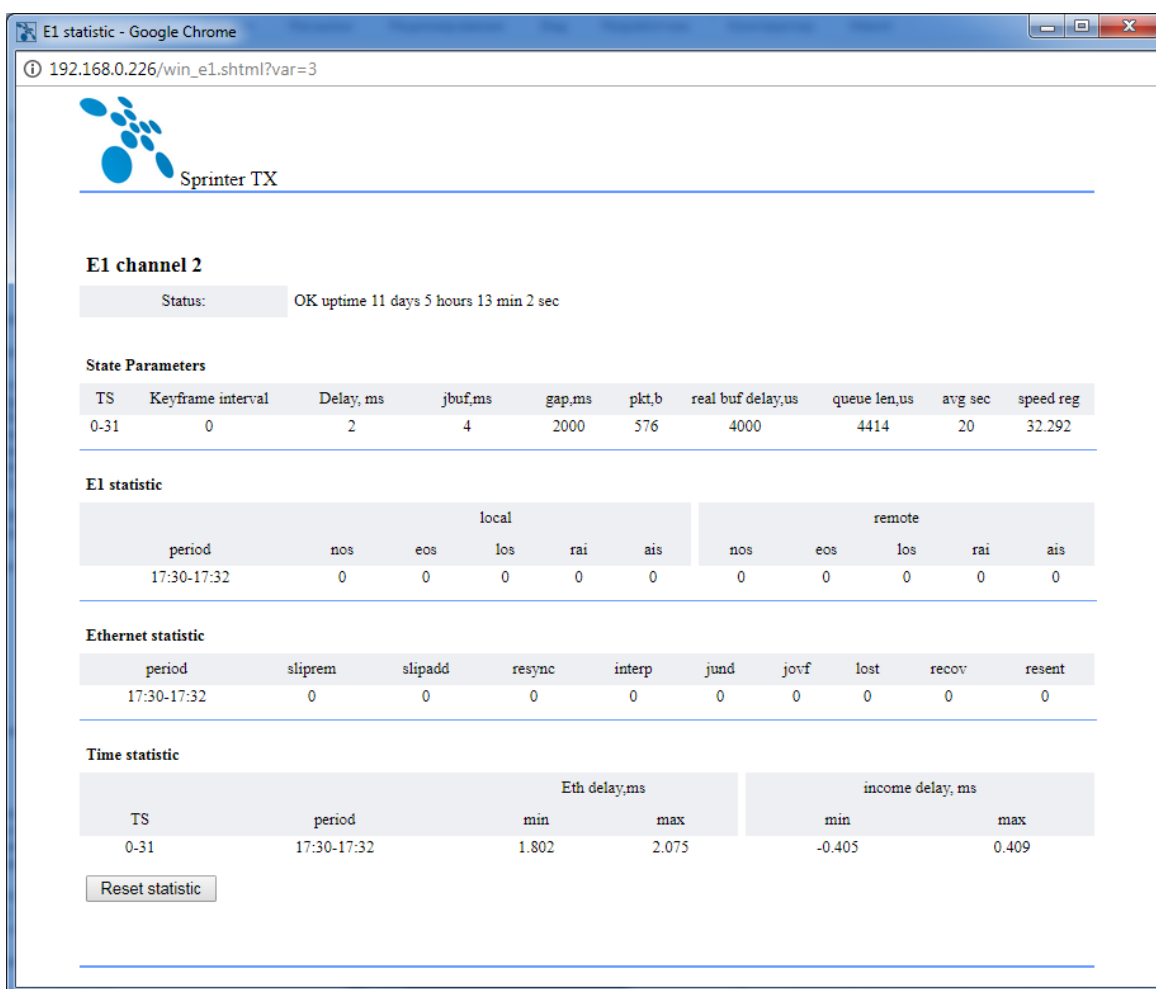 E1 statistic - Google Chrome
192.168.0.226/win_e1.shtml?var=3
Sprinter TX
E1 channel 2
Status: OK uptime 11 days 5 hours 13 min 2 sec
State Parameters
TS Keyframe interval Delay, ms jbuf,ms gap,ms pkt,b real buf delay,us queue len,us avg sec speed reg
0-31 0 2 4 2000 576 4000 4414 20 32.292
E1 statistic
local remote
period nos eos los rai ais nos eos los rai ais
17:30-17:32 0 0 0 0 0 0 0 0 0 0
Ethernet statistic
period sliprem slipadd resync interp jund jovf lost recov resent
17:30-17:32 0 0 0 0 0 0 0 0 0
Time statistic
Eth delay,ms income delay, ms
TS period min max min max
0-31 17:30-17:32 1.802 2.075 -0.405 0.409
Reset statistic